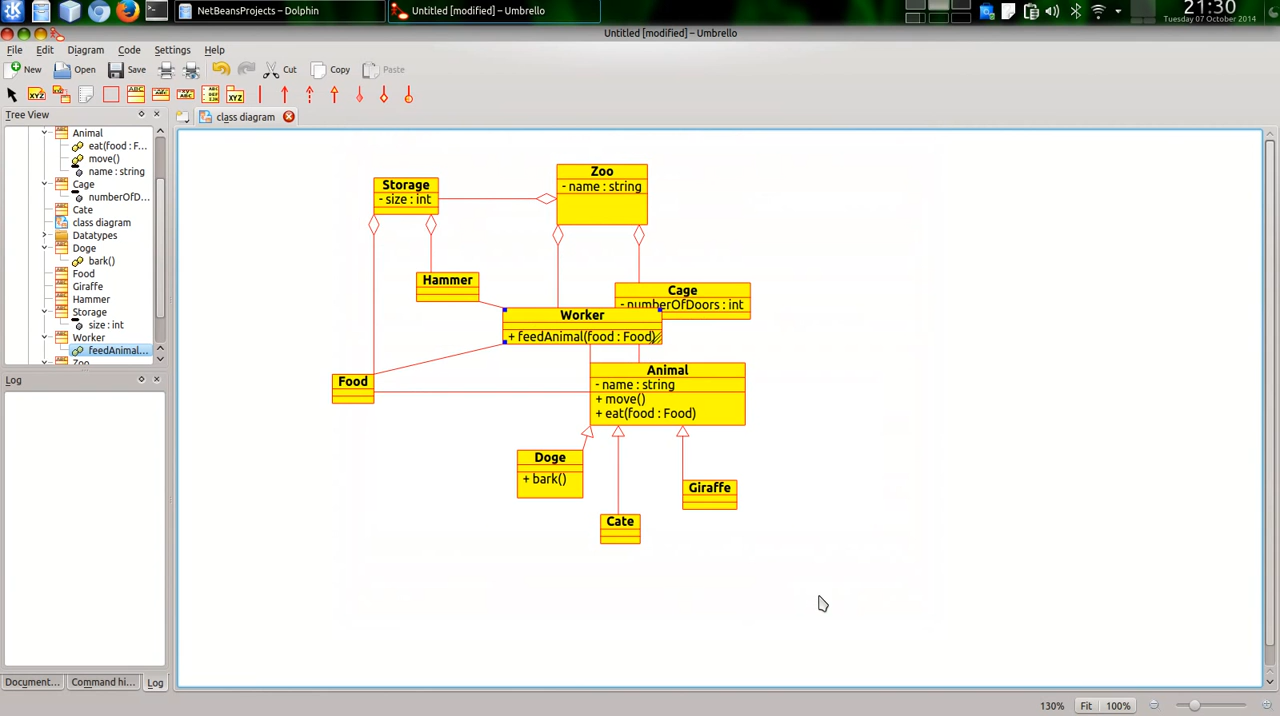 NetBeansProjects – Dolphin
Untitled [modified] – Umbrello
21:30
Tuesday 07 October 2014
Untitled [modified] – Umbrello
File Edit Diagram Code Settings Help
New Open Save Cut Copy Paste
Tree View
class diagram
Animal
eat(food : F...
move()
name : string
Cage
numberOfD...
Cate
class diagram
Datatypes
Doge
bark()
Food
Giraffe
Hammer
Storage
size : int
Worker
feedAnimal...
Zoo
Log
Document... Command hi... Log
Storage
- size : int
Zoo
- name : string
Hammer
Cage
- numberOfDoors : int
Worker
+ feedAnimal(food : Food)
Food
Animal
- name : string
+ move()
+ eat(food : Food)
Doge
+ bark()
Giraffe
Cate
130% Fit 100%